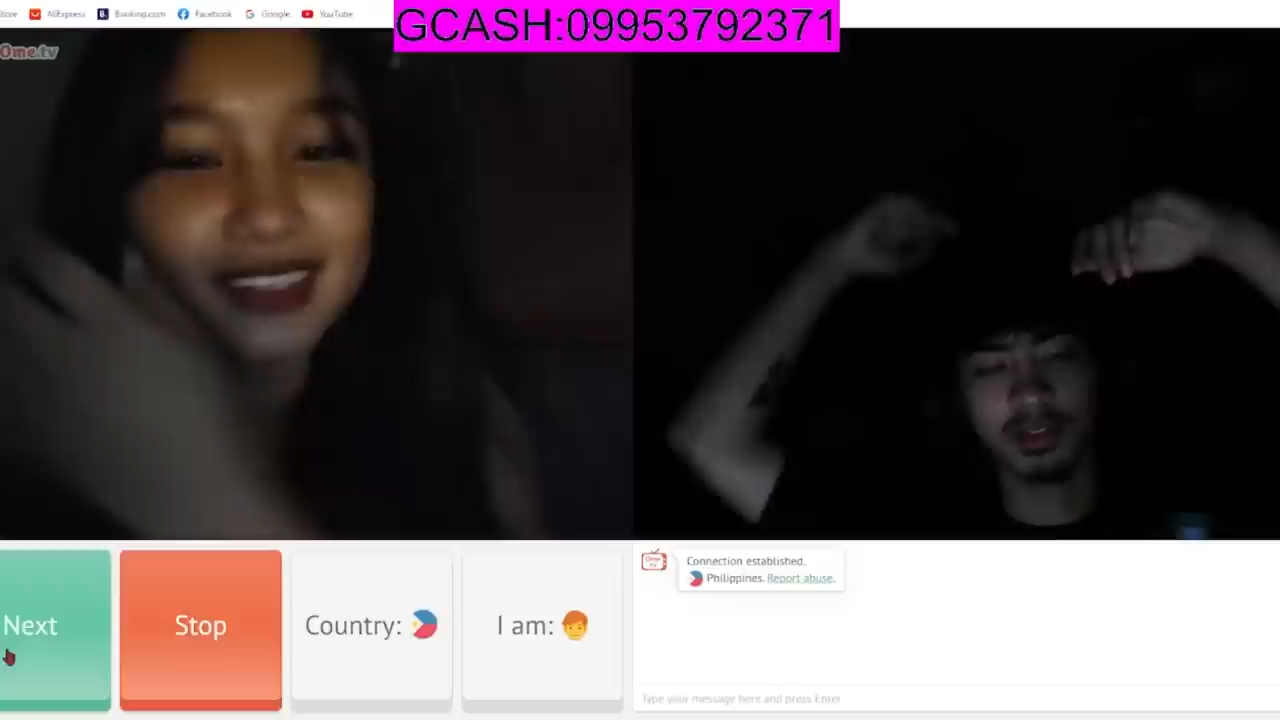 GCASH:09953792371
AliExpress Booking.com Facebook Google YouTube
Ome.tv
Next
Stop
Country:
I am:
Connection established.
Philippines. Report abuse.
Type your message here and press Enter